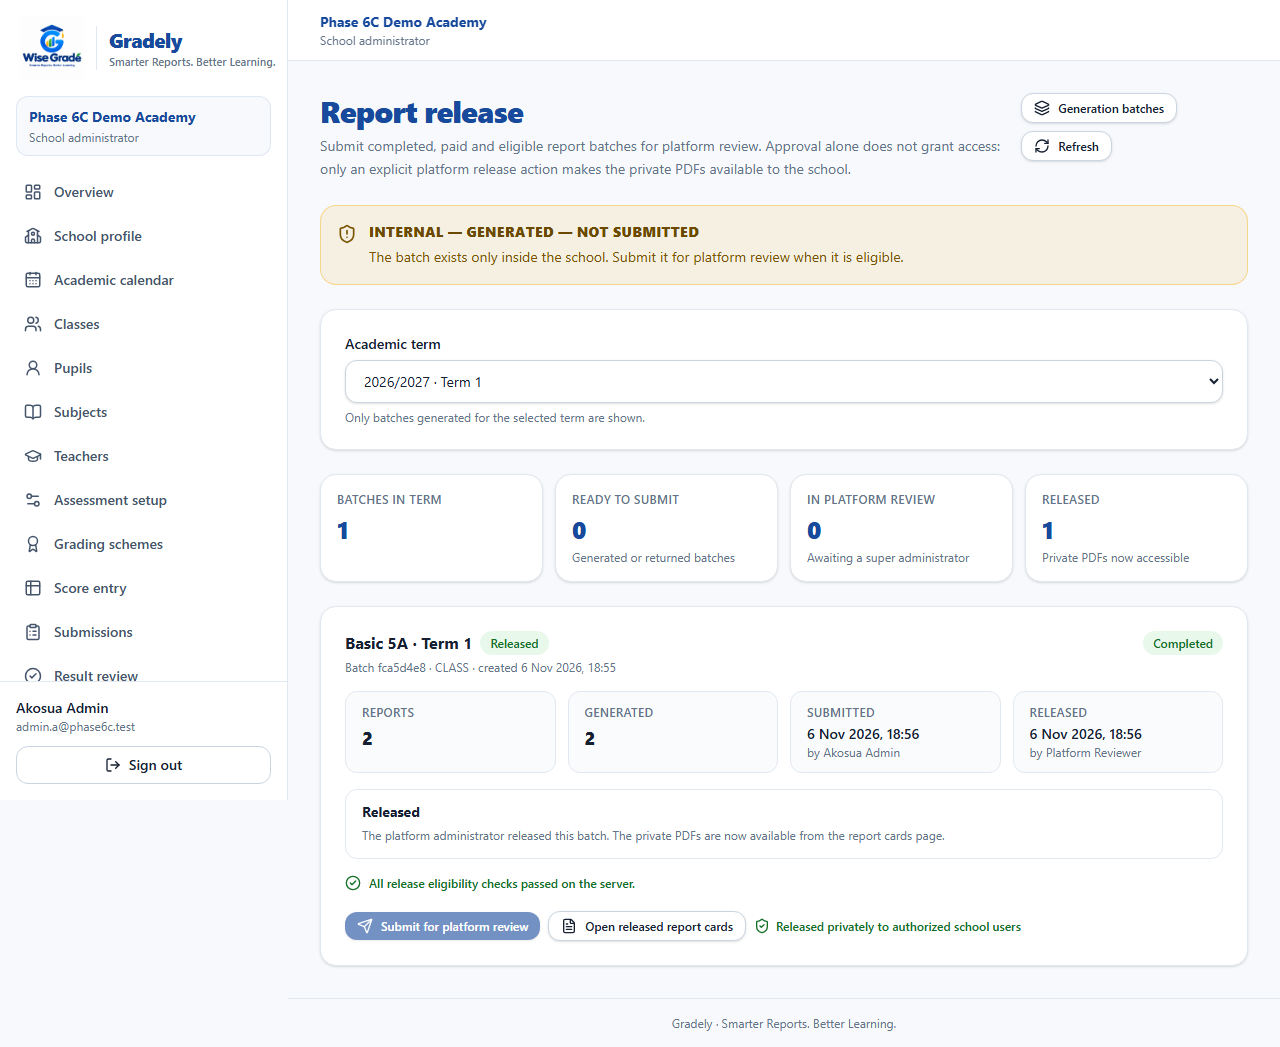 Wise Grade
Gradely
Smarter Reports. Better Learning.
Phase 6C Demo Academy
School administrator
Overview
School profile
Academic calendar
Classes
Pupils
Subjects
Teachers
Assessment setup
Grading schemes
Score entry
Submissions
Result review
Akosua Admin
admin.a@phase6c.test
Sign out
Phase 6C Demo Academy
School administrator
Report release
Submit completed, paid and eligible report batches for platform review. Approval alone does not grant access:
only an explicit platform release action makes the private PDFs available to the school.
Generation batches
Refresh
INTERNAL — GENERATED — NOT SUBMITTED
The batch exists only inside the school. Submit it for platform review when it is eligible.
Academic term
2026/2027 · Term 1
Only batches generated for the selected term are shown.
BATCHES IN TERM
1
READY TO SUBMIT
0
Generated or returned batches
IN PLATFORM REVIEW
0
Awaiting a super administrator
RELEASED
1
Private PDFs now accessible
Basic 5A · Term 1
Released
Completed
Batch fca5d4e8 · CLASS · created 6 Nov 2026, 18:55
REPORTS
2
GENERATED
2
SUBMITTED
6 Nov 2026, 18:56
by Akosua Admin
RELEASED
6 Nov 2026, 18:56
by Platform Reviewer
Released
The platform administrator released this batch. The private PDFs are now available from the report cards page.
All release eligibility checks passed on the server.
Submit for platform review
Open released report cards
Released privately to authorized school users
Gradely · Smarter Reports. Better Learning.